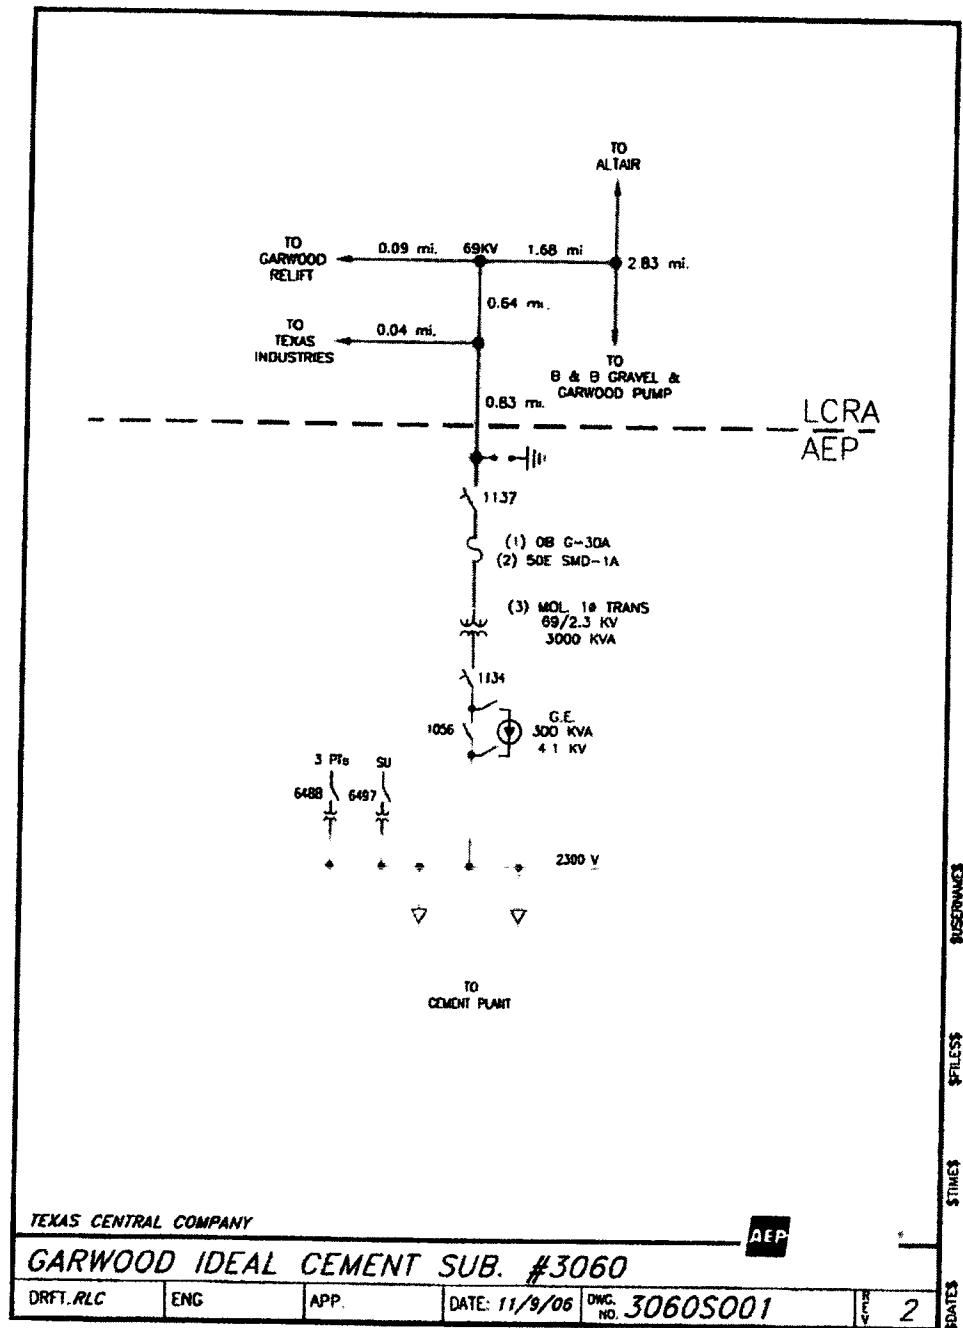 TO
ALTAIR
TO
GARWOOD
RELIFT
0.09 mi.
69KV
1.68 mi
2.83 mi.
0.64 mi.
TO
TEXAS
INDUSTRIES
0.04 mi.
TO
B & B GRAVEL &
GARWOOD PUMP
0.83 mi.
LCRA
AEP
1137
(1) OB G-30A
(2) 50E SMD-1A
(3) MOL. 1ø TRANS
69/2.3 KV
3000 KVA
1134
1056
G.E.
300 KVA
4.1 KV
3 PTs
SU
6488
6497
2300 V
TO
CEMENT PLANT
$USERNAME$
$FILES$
$TIME$
$DATE$
TEXAS CENTRAL COMPANY
AEP
GARWOOD IDEAL CEMENT SUB. #3060
DRFT. RLC
ENG
APP.
DATE: 11/9/06
DWG. NO. 3060S001
REV
2